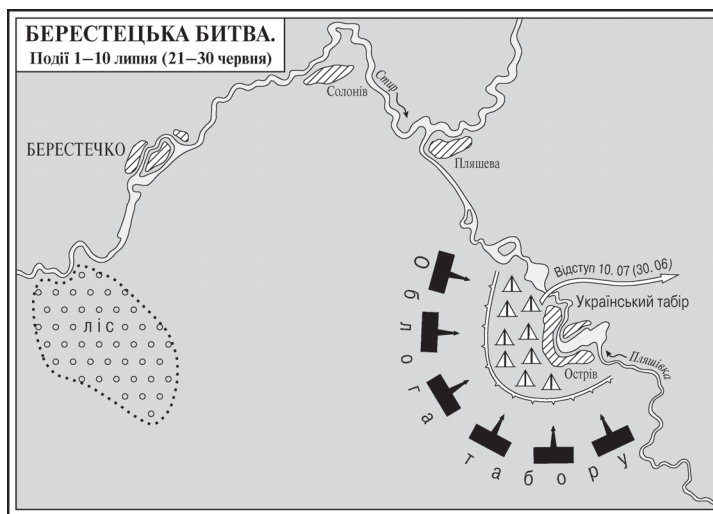 БЕРЕСТЕЦЬКА БИТВА.
Події 1–10 липня (21–30 червня)
Солонів
Стир
БЕРЕСТЕЧКО
Пляшева
Відступ 10. 07 (30. 06)
Український табір
ліс
Острів
Пляшівка
Облога табору